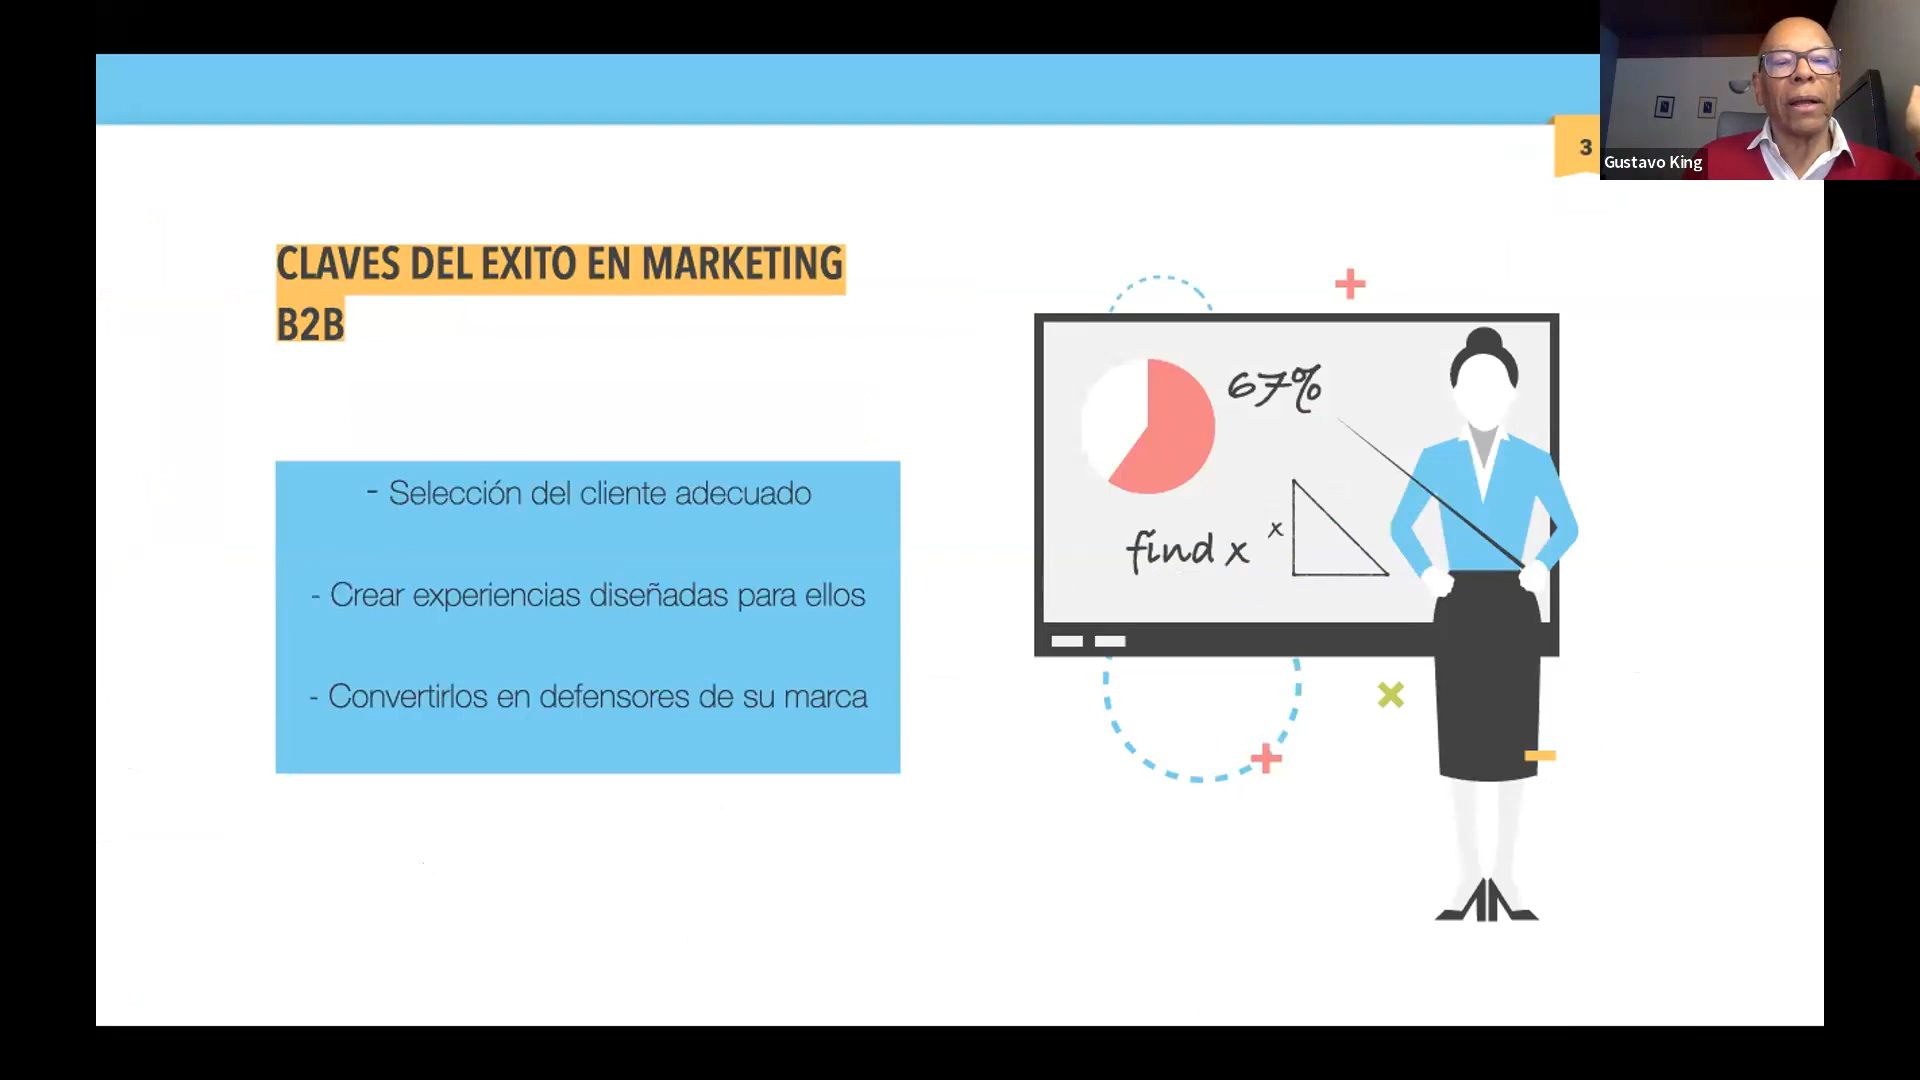 3
Gustavo King
CLAVES DEL EXITO EN MARKETING
B2B
- Selección del cliente adecuado
- Crear experiencias diseñadas para ellos
- Convertirlos en defensores de su marca
67%
find x
x